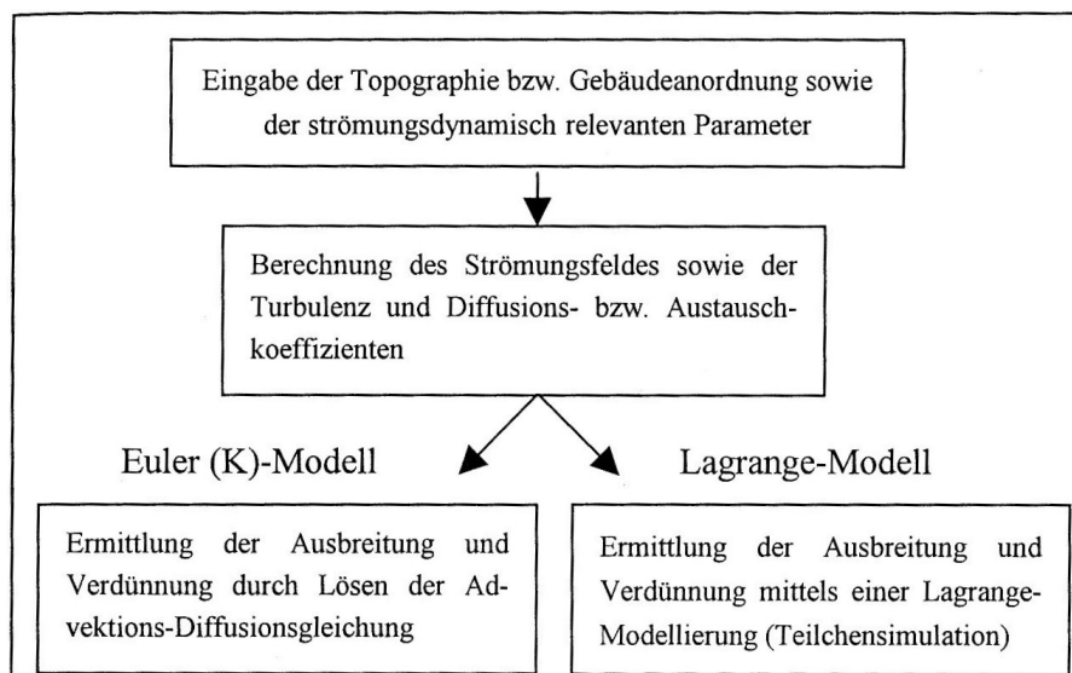 Eingabe der Topographie bzw. Gebäudeanordnung sowie
der strömungsdynamisch relevanten Parameter
Berechnung des Strömungsfeldes sowie der
Turbulenz und Diffusions- bzw. Austausch-
koeffizienten
Euler (K)-Modell
Ermittlung der Ausbreitung und
Verdünnung durch Lösen der Ad-
vektions-Diffusionsgleichung
Lagrange-Modell
Ermittlung der Ausbreitung und
Verdünnung mittels einer Lagrange-
Modellierung (Teilchensimulation)